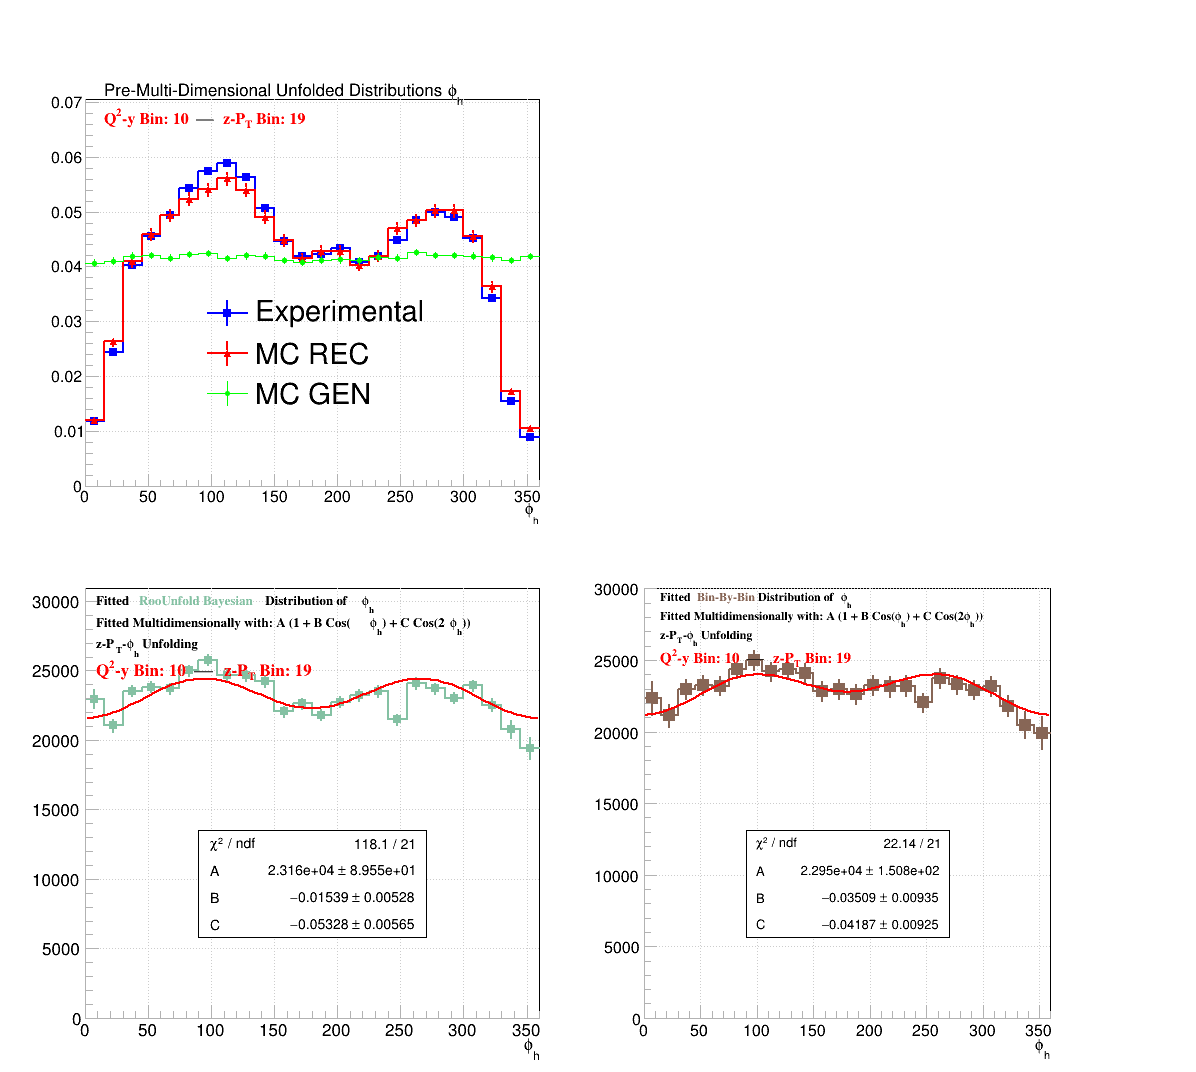 Pre-Multi-Dimensional Unfolded Distributions ϕh
Q²-y Bin: 10 — z-PT Bin: 19
0.07
0.06
0.05
0.04
0.03
0.02
0.01
0
Experimental
MC REC
MC GEN
0 50 100 150 200 250 300 350
ϕh
Fitted RooUnfold Bayesian Distribution of ϕh
Fitted Multidimensionally with: A (1 + B Cos( ϕh) + C Cos(2 ϕh))
z-PT-ϕh Unfolding
Q²-y Bin: 10 — z-PT Bin: 19
30000
25000
20000
15000
10000
5000
0
χ² / ndf 118.1 / 21
A 2.316e+04 ± 8.955e+01
B −0.01539 ± 0.00528
C −0.05328 ± 0.00565
0 50 100 150 200 250 300 350
ϕh
Fitted Bin-By-Bin Distribution of ϕh
Fitted Multidimensionally with: A (1 + B Cos(ϕh) + C Cos(2ϕh))
z-PT-ϕh Unfolding
Q²-y Bin: 10 — z-PT Bin: 19
30000
25000
20000
15000
10000
5000
0
χ² / ndf 22.14 / 21
A 2.295e+04 ± 1.508e+02
B −0.03509 ± 0.00935
C −0.04187 ± 0.00925
0 50 100 150 200 250 300 350
ϕh